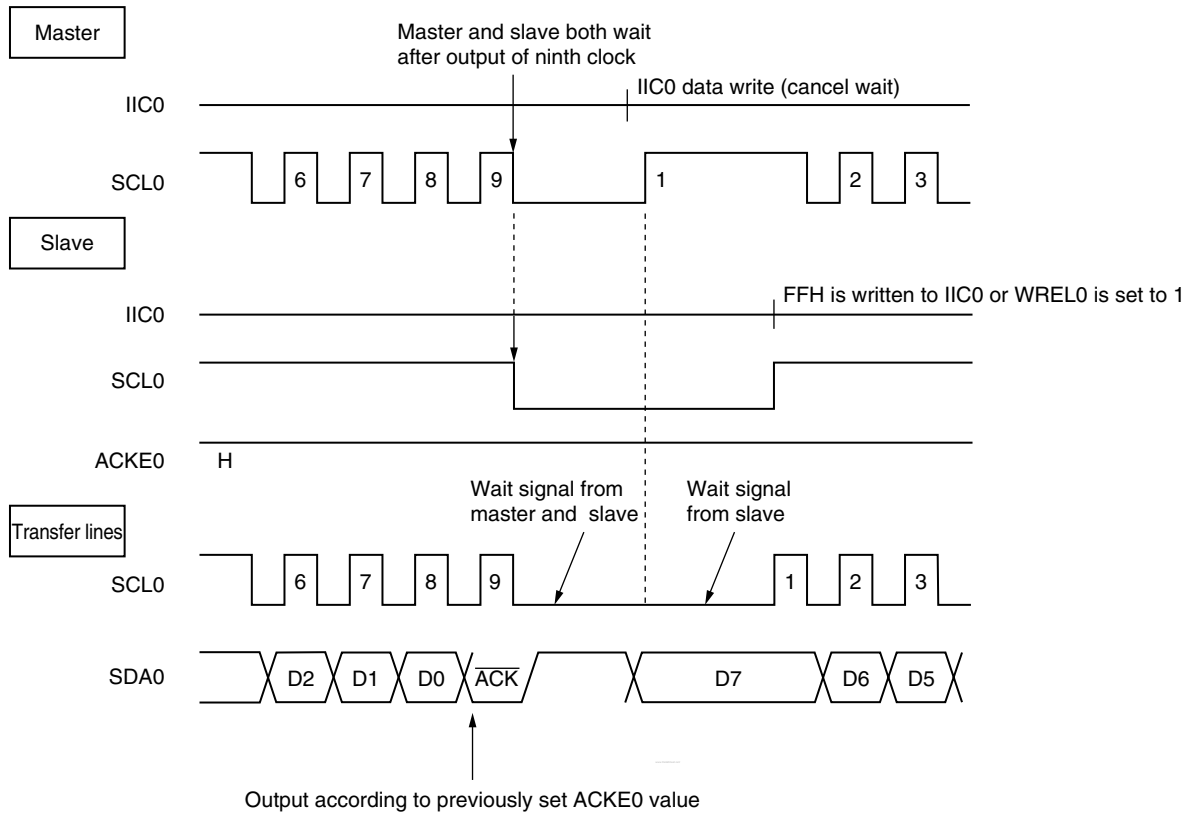 Master
Master and slave both wait
after output of ninth clock
IIC0 data write (cancel wait)
IIC0
SCL0
6 7 8 9 1 2 3
Slave
FFH is written to IIC0 or WREL0 is set to 1
IIC0
SCL0
ACKE0 H
Wait signal from
master and slave
Wait signal
from slave
Transfer lines
SCL0
6 7 8 9 1 2 3
SDA0
D2 D1 D0 ACK D7 D6 D5
Output according to previously set ACKE0 value